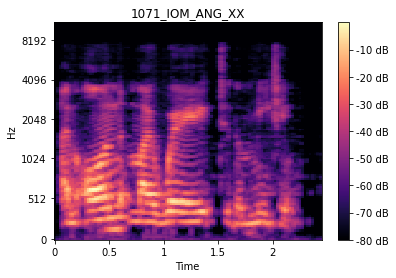 1071_IOM_ANG_XX
Hz
8192
4096
2048
1024
512
0
0 0.5 1 1.5 2
Time
-10 dB
-20 dB
-30 dB
-40 dB
-50 dB
-60 dB
-70 dB
-80 dB